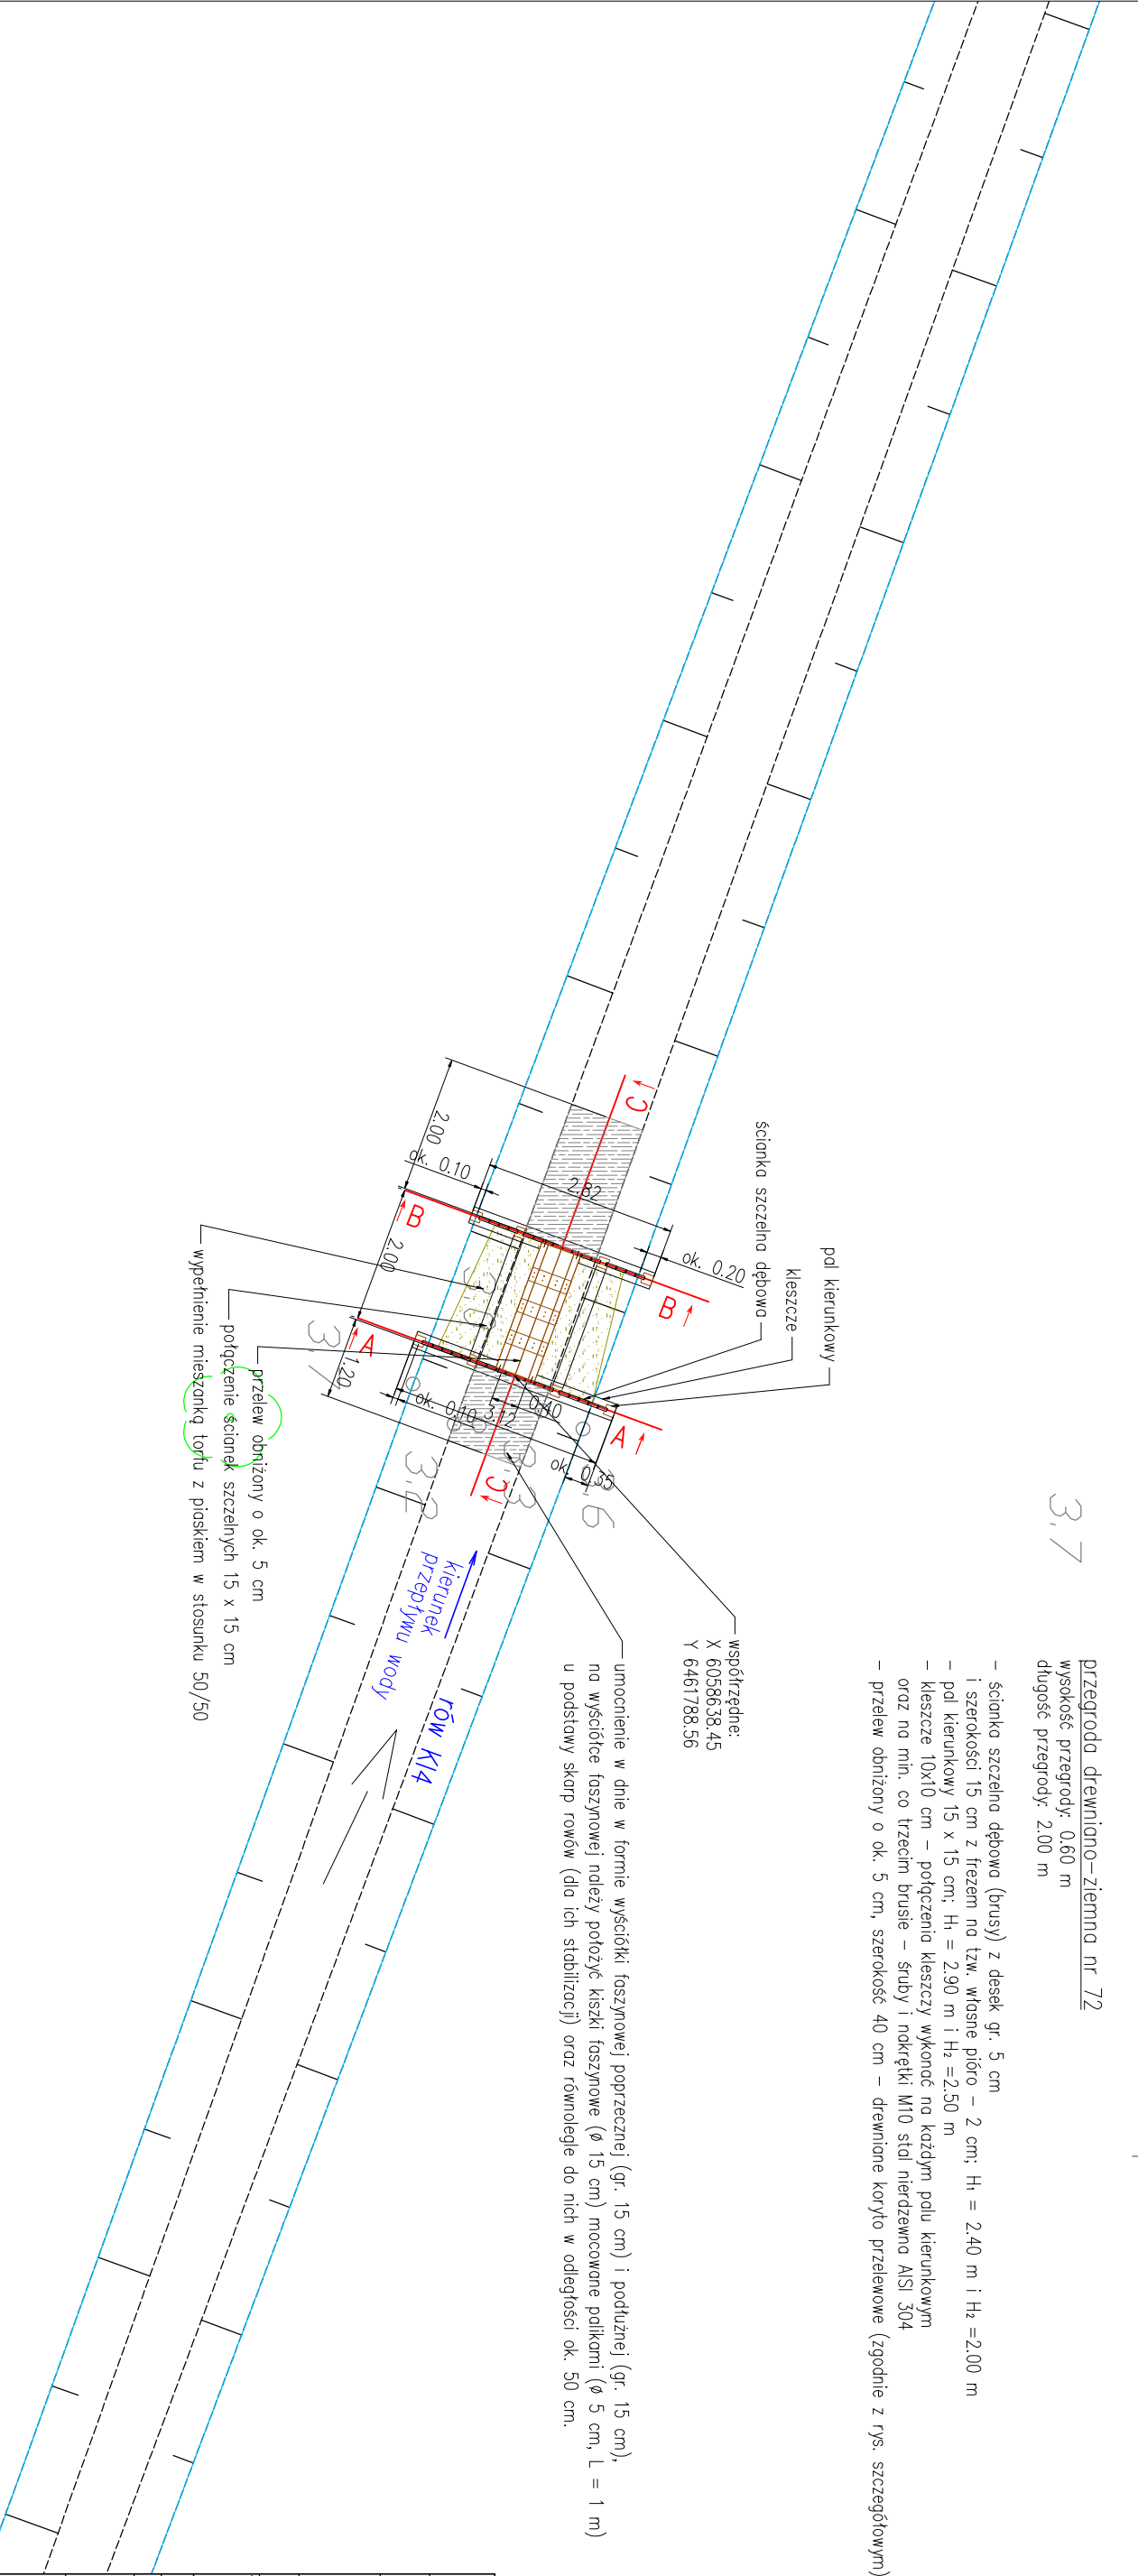 3.7
przegroda drewniano-ziemna nr 72
wysokość przegrody: 0.60 m
długość przegrody: 2.00 m
- ścianka szczelna dębowa (brusy) z desek gr. 5 cm
i szerokości 15 cm z frezem na tzw. własne pióro - 2 cm; H₁ = 2.40 m i H₂ =2.00 m
- pal kierunkowy 15 x 15 cm; H₁ = 2.90 m i H₂ =2.50 m
- kleszcze 10x10 cm - połączenia kleszczy wykonać na każdym palu kierunkowym
oraz na min. co trzecim brusie - śruby i nakrętki M10 stal nierdzewna AISI 304
- przelew obniżony o ok. 5 cm, szerokość 40 cm - drewniane koryto przelewowe (zgodnie z rys. szczegółowym)
pal kierunkowy
kleszcze
ścianka szczelna dębowa
współrzędne:
X 6058638.45
Y 6461788.56
umocnienie w dnie w formie wyściółki faszynowej poprzecznej (gr. 15 cm) i podłużnej (gr. 15 cm),
na wyściółce faszynowej należy położyć kiszki faszynowe (ø 15 cm) mocowane palikami (ø 5 cm, L = 1 m)
u podstawy skarp rowów (dla ich stabilizacji) oraz równolegle do nich w odległości ok. 50 cm.
C
B
ok. 0.20
A
ok. 0.35
2.82
0.40
3.12
ok. 0.10
2.00
ok. 0.10
B
2.00
A
1.20
C
3.3
3.2
kierunek
przepływu wody
rów K14
przelew obniżony o ok. 5 cm
połączenie ścianek szczelnych 15 x 15 cm
wypełnienie mieszanką torfu z piaskiem w stosunku 50/50